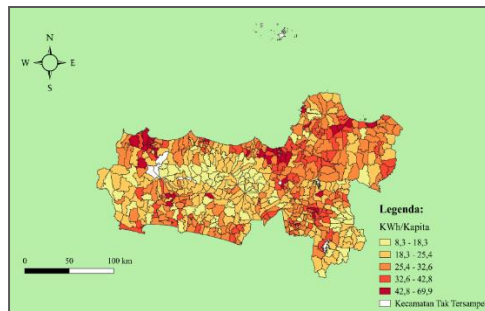 N
W E
S
Legenda:
KWh/Kapita
8,3 - 18,3
18,3 - 25,4
25,4 - 32,6
32,6 - 42,8
42,8 - 69,9
Kecamatan Tak Tersampel
0 50 100 km